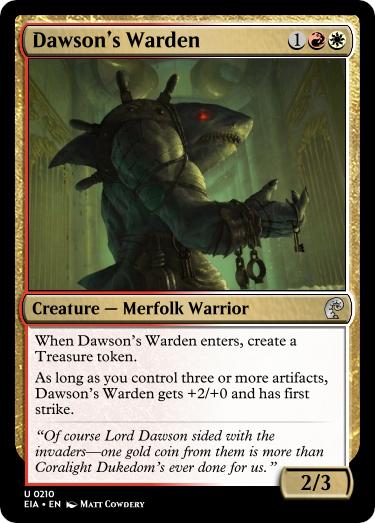 Dawson's Warden 1
Creature — Merfolk Warrior
When Dawson's Warden enters, create a
Treasure token.
As long as you control three or more artifacts,
Dawson's Warden gets +2/+0 and has first
strike.
“Of course Lord Dawson sided with the
invaders—one gold coin from them is more than
Coralight Dukedom's ever done for us.”
2/3
U 0210
EIA • EN Matt Cowdery